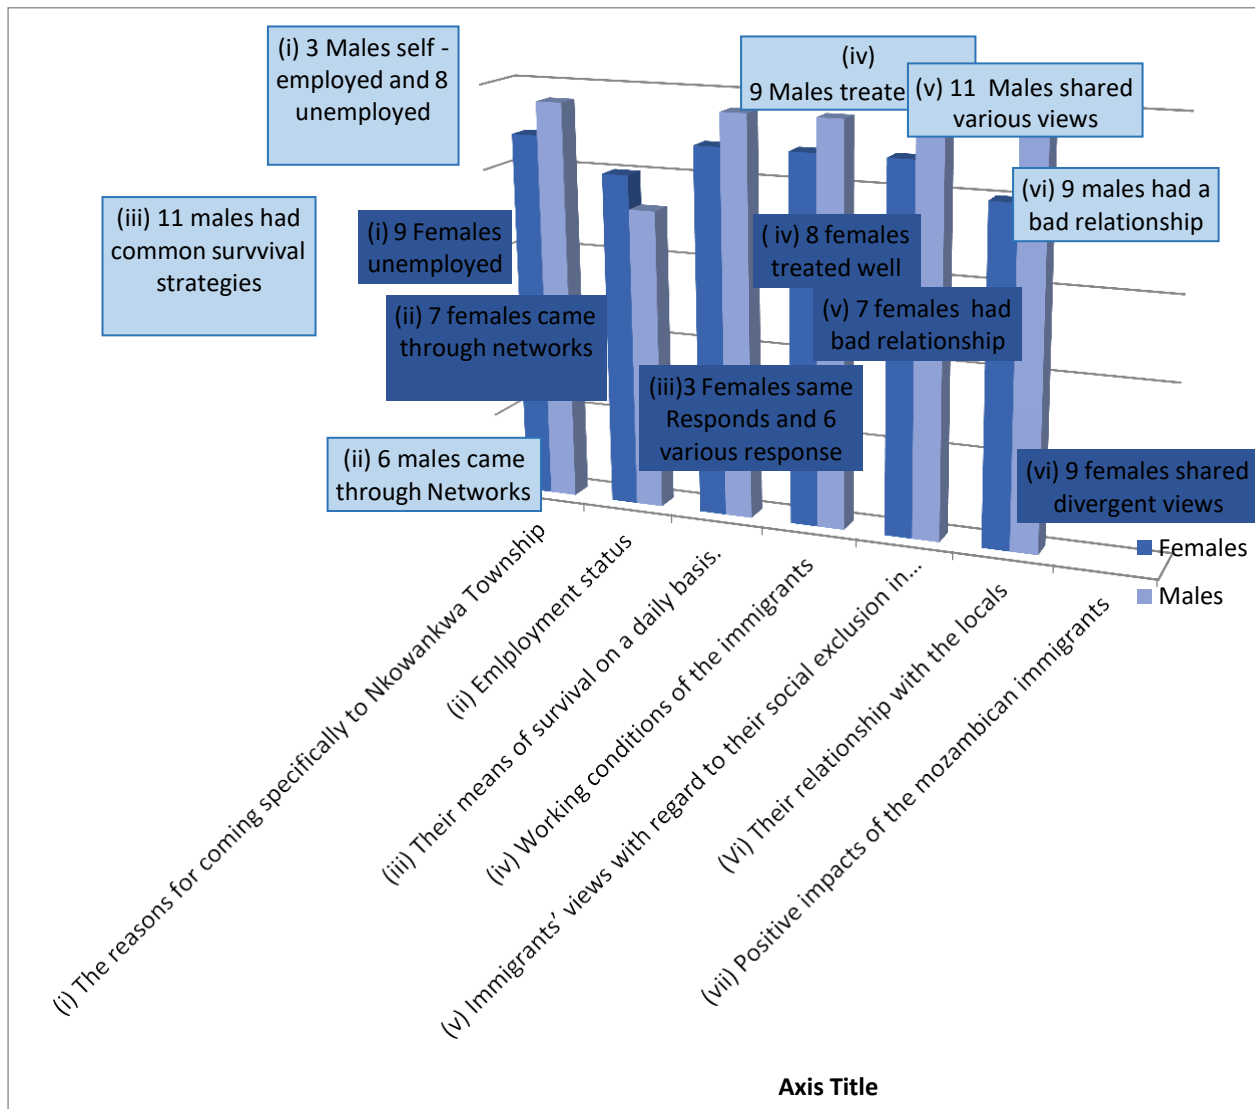 (i) 3 Males self -
employed and 8
unemployed
(iv)
9 Males treate
(v) 11 Males shared
various views
(vi) 9 males had a
bad relationship
(iii) 11 males had
common survvival
strategies
(i) 9 Females
unemployed
( iv) 8 females
treated well
(ii) 7 females came
through networks
(v) 7 females had
bad relationship
(iii)3 Females same
Responds and 6
various response
(ii) 6 males came
through Networks
(vi) 9 females shared
divergent views
Females
Males
(i) The reasons for coming specifically to Nkowankwa Township
(ii) Emlployment status
(iii) Their means of survival on a daily basis.
(iv) Working conditions of the immigrants
(v) Immigrants’ views with regard to their social exclusion in...
(Vi) Their relationship with the locals
(vii) Positive impacts of the mozambican immigrants
Axis Title